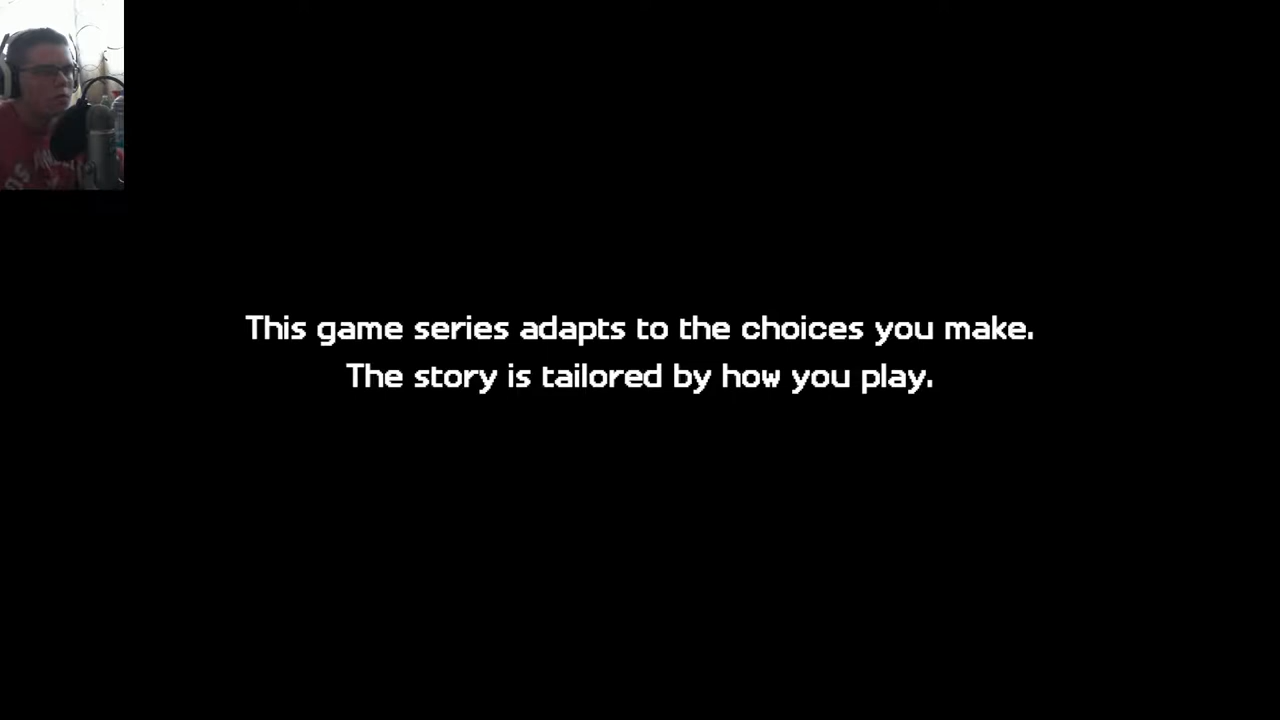 This game series adapts to the choices you make.
The story is tailored by how you play.